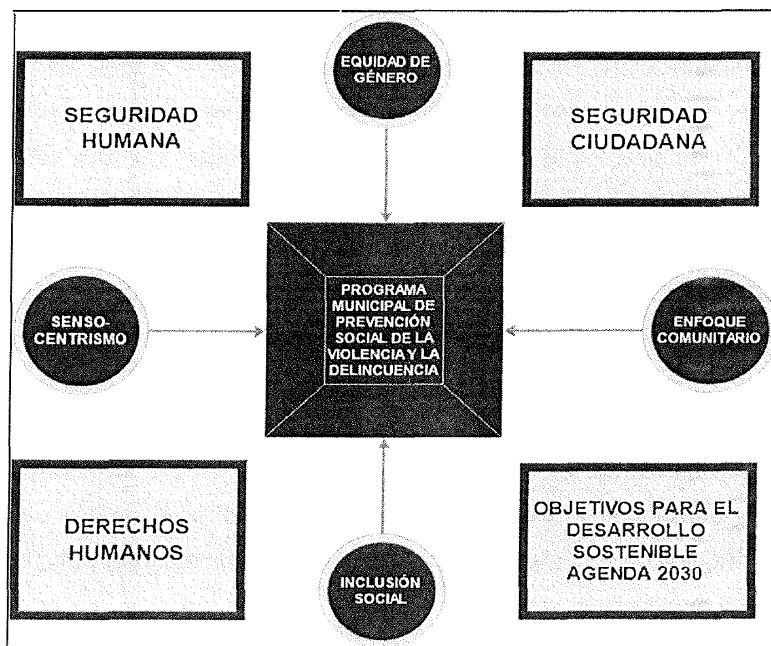 EQUIDAD DE
GÉNERO
SEGURIDAD
HUMANA
SEGURIDAD
CIUDADANA
SENSO-
CENTRISMO
PROGRAMA
MUNICIPAL DE
PREVENCIÓN
SOCIAL DE LA
VIOLENCIA Y LA
DELINCUENCIA
ENFOQUE
COMUNITARIO
DERECHOS
HUMANOS
INCLUSIÓN
SOCIAL
OBJETIVOS PARA EL
DESARROLLO
SOSTENIBLE
AGENDA 2030